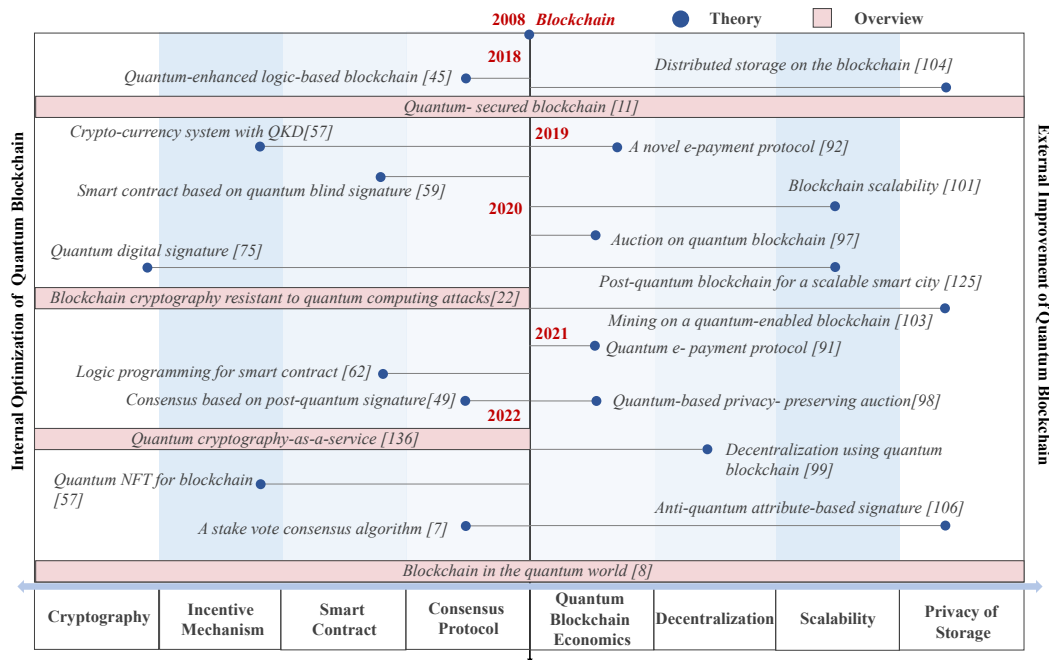 2008 Blockchain
Theory
Overview
2018
Quantum-enhanced logic-based blockchain [45]
Distributed storage on the blockchain [104]
Quantum- secured blockchain [11]
Crypto-currency system with QKD[57]
2019
A novel e-payment protocol [92]
Smart contract based on quantum blind signature [59]
Blockchain scalability [101]
2020
Auction on quantum blockchain [97]
Quantum digital signature [75]
Post-quantum blockchain for a scalable smart city [125]
Blockchain cryptography resistant to quantum computing attacks[22]
Mining on a quantum-enabled blockchain [103]
2021
Quantum e- payment protocol [91]
Logic programming for smart contract [62]
Consensus based on post-quantum signature[49]
Quantum-based privacy- preserving auction[98]
2022
Quantum cryptography-as-a-service [136]
Decentralization using quantum
blockchain [99]
Quantum NFT for blockchain
[57]
Anti-quantum attribute-based signature [106]
A stake vote consensus algorithm [7]
Blockchain in the quantum world [8]
Internal Optimization of Quantum Blockchain
External Improvement of Quantum Blockchain
Cryptography
Incentive
Mechanism
Smart
Contract
Consensus
Protocol
Quantum
Blockchain
Economics
Decentralization
Scalability
Privacy of
Storage